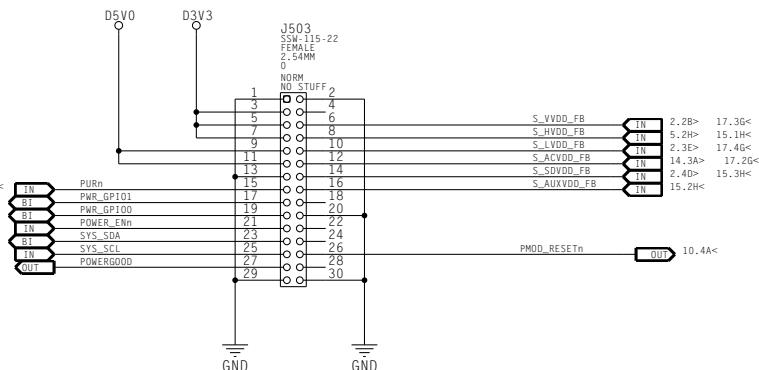 D5V0 D3V3
J503
SSW-115-22
FEMALE
2.54MM
0
NORM
NO STUFF
1 2
3 4
5 6 S_VVDD_FB IN 2.2B> 17.3G<
7 8 S_HVDD_FB IN 5.2H> 15.1H<
9 10 S_LVDD_FB IN 2.3E> 17.4G<
11 12 S_ACVDD_FB IN 14.3A> 17.2G<
13 14 S_SDVDD_FB IN 2.4D> 15.3H<
< IN PURn 15 16 S_AUXVDD_FB IN 15.2H<
BI PWR_GPIO1 17 18
BI PWR_GPIO0 19 20
IN POWER_ENn 21 22
BI SYS_SDA 23 24
IN SYS_SCL 25 26 PMOD_RESETn OUT 10.4A<
OUT POWERGOOD 27 28
29 30
GND GND